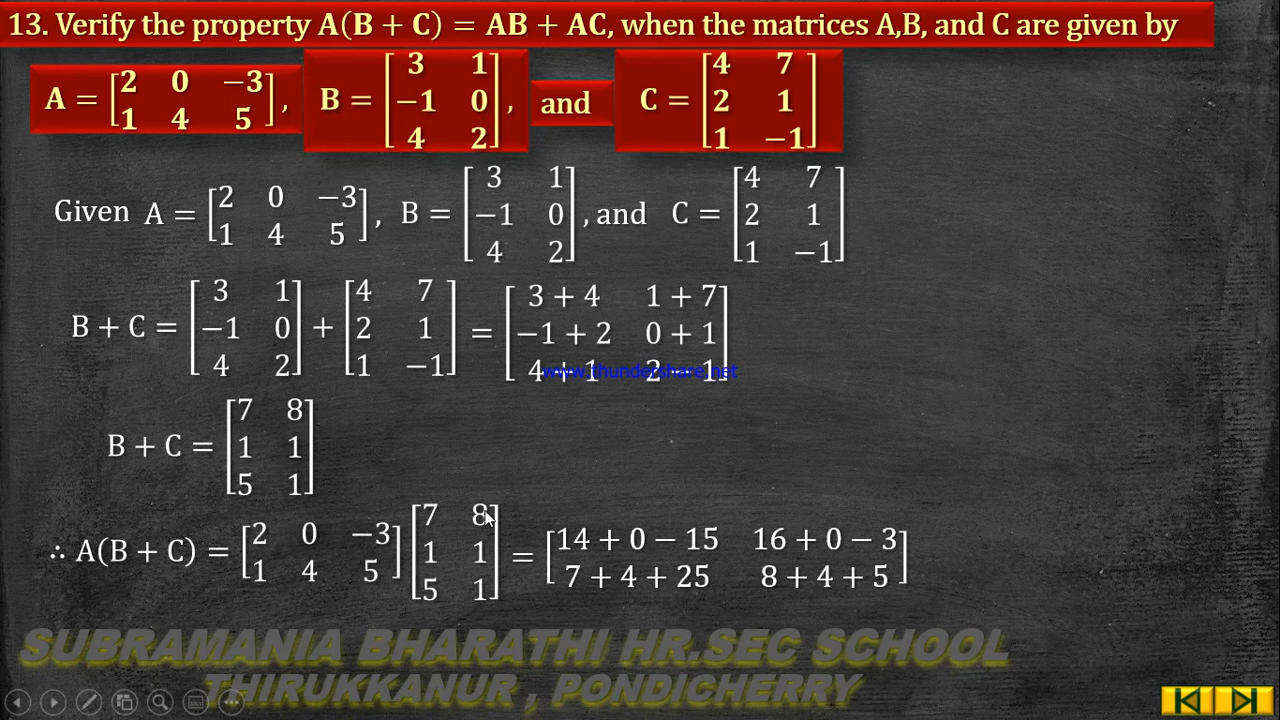 13. Verify the property A(B + C) = AB + AC, when the matrices A,B, and C are given by
A = [2 0 −3; 1 4 5], B = [3 1; −1 0; 4 2], and C = [4 7; 2 1; 1 −1]
Given A = [2 0 −3; 1 4 5], B = [3 1; −1 0; 4 2], and C = [4 7; 2 1; 1 −1]
B + C = [3 1; −1 0; 4 2] + [4 7; 2 1; 1 −1] = [3 + 4 1 + 7; −1 + 2 0 + 1; 4 + 1 2 − 1]
www.thundershare.net
B + C = [7 8; 1 1; 5 1]
∴ A(B + C) = [2 0 −3; 1 4 5] [7 8; 1 1; 5 1] = [14 + 0 − 15 16 + 0 − 3; 7 + 4 + 25 8 + 4 + 5]
SUBRAMANIA BHARATHI HR.SEC SCHOOL
THIRUKKANUR , PONDICHERRY